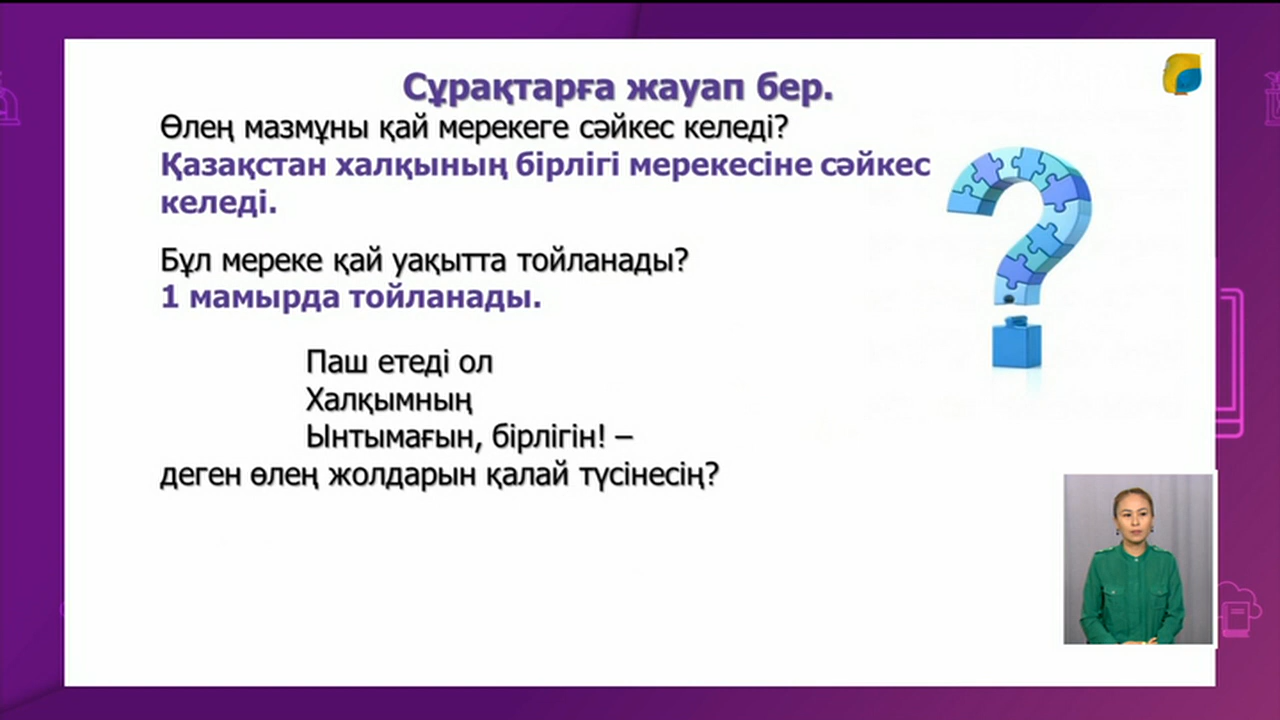 Сұрақтарға жауап бер.
Өлең мазмұны қай мерекеге сәйкес келеді?
Қазақстан халқының бірлігі мерекесіне сәйкес
келеді.
Бұл мереке қай уақытта тойланады?
1 мамырда тойланады.
Паш етеді ол
Халқымның
Ынтымағын, бірлігін! –
деген өлең жолдарын қалай түсінесің?